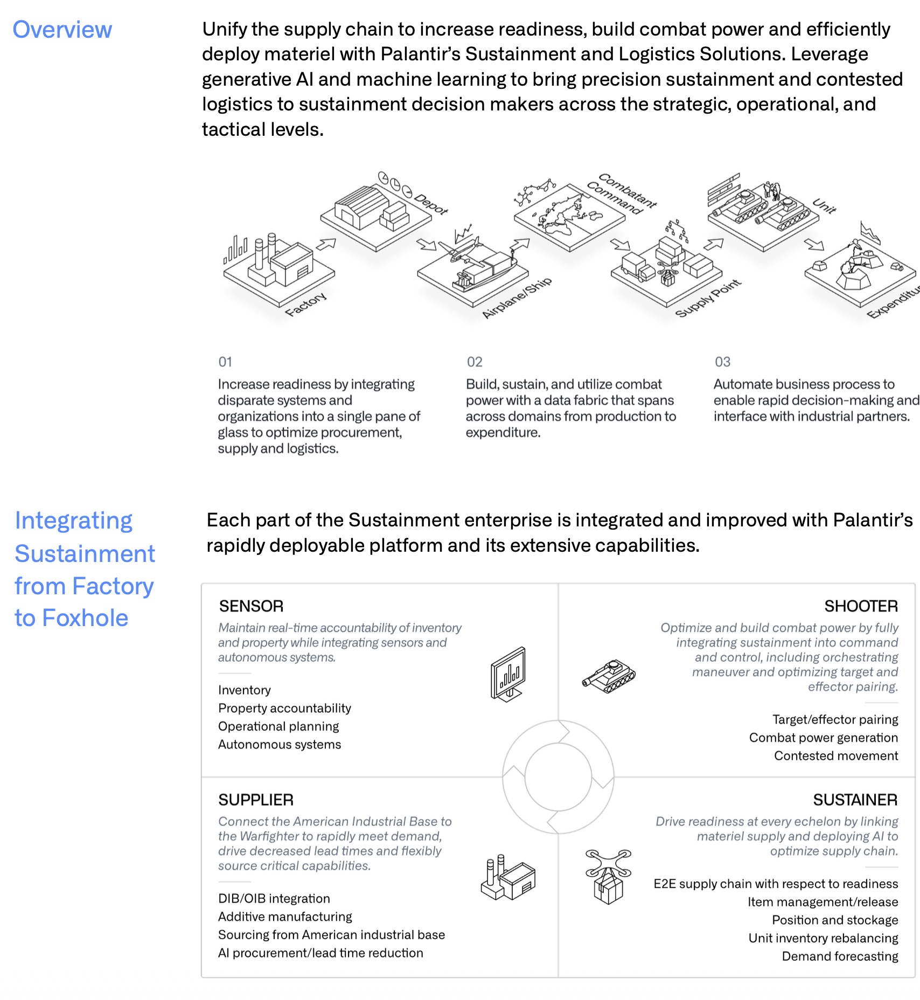 Overview
Unify the supply chain to increase readiness, build combat power and efficiently
deploy materiel with Palantir’s Sustainment and Logistics Solutions. Leverage
generative AI and machine learning to bring precision sustainment and contested
logistics to sustainment decision makers across the strategic, operational, and
tactical levels.
Factory
Depot
Airplane/Ship
Combatant
Command
Supply Point
Unit
01
Increase readiness by integrating
disparate systems and
organizations into a single pane of
glass to optimize procurement,
supply and logistics.
02
Build, sustain, and utilize combat
power with a data fabric that spans
across domains from production to
expenditure.
03
Automate business process to
enable rapid decision-making and
interface with industrial partners.
Integrating
Sustainment
from Factory
to Foxhole
Each part of the Sustainment enterprise is integrated and improved with Palantir’s
rapidly deployable platform and its extensive capabilities.
SENSOR
Maintain real-time accountability of inventory
and property while integrating sensors and
autonomous systems.
Inventory
Property accountability
Operational planning
Autonomous systems
SHOOTER
Optimize and build combat power by fully
integrating sustainment into command
and control, including orchestrating
maneuver and optimizing target and
effector pairing.
Target/effector pairing
Combat power generation
Contested movement
SUPPLIER
Connect the American Industrial Base to
the Warfighter to rapidly meet demand,
drive decreased lead times and flexibly
source critical capabilities.
DIB/OIB integration
Additive manufacturing
Sourcing from American industrial base
AI procurement/lead time reduction
SUSTAINER
Drive readiness at every echelon by linking
materiel supply and deploying AI to
optimize supply chain.
E2E supply chain with respect to readiness
Item management/release
Position and stockage
Unit inventory rebalancing
Demand forecasting